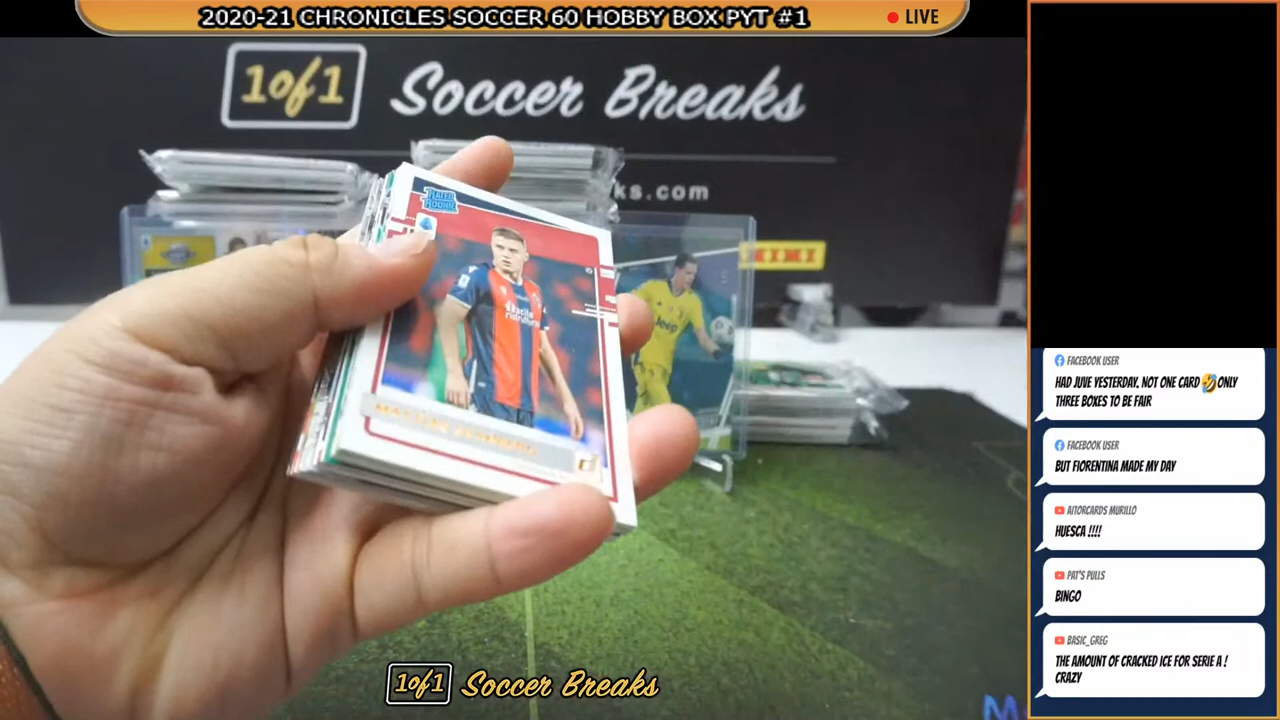 2020-21 CHRONICLES SOCCER 60 HOBBY BOX PYT #1
LIVE
1of1 Soccer Breaks
ks.com
RATED ROOKIE
PANINI
Jeep
FACEBOOK USER
HAD JUVE YESTERDAY. NOT ONE CARD 🤣 ONLY
THREE BOXES TO BE FAIR
FACEBOOK USER
BUT FIORENTINA MADE MY DAY
AITORCARDS MURILLO
HUESCA !!!!
PAT'S PULLS
BINGO
BASIC_GREG
THE AMOUNT OF CRACKED ICE FOR SERIE A !
CRAZY
1of1 Soccer Breaks